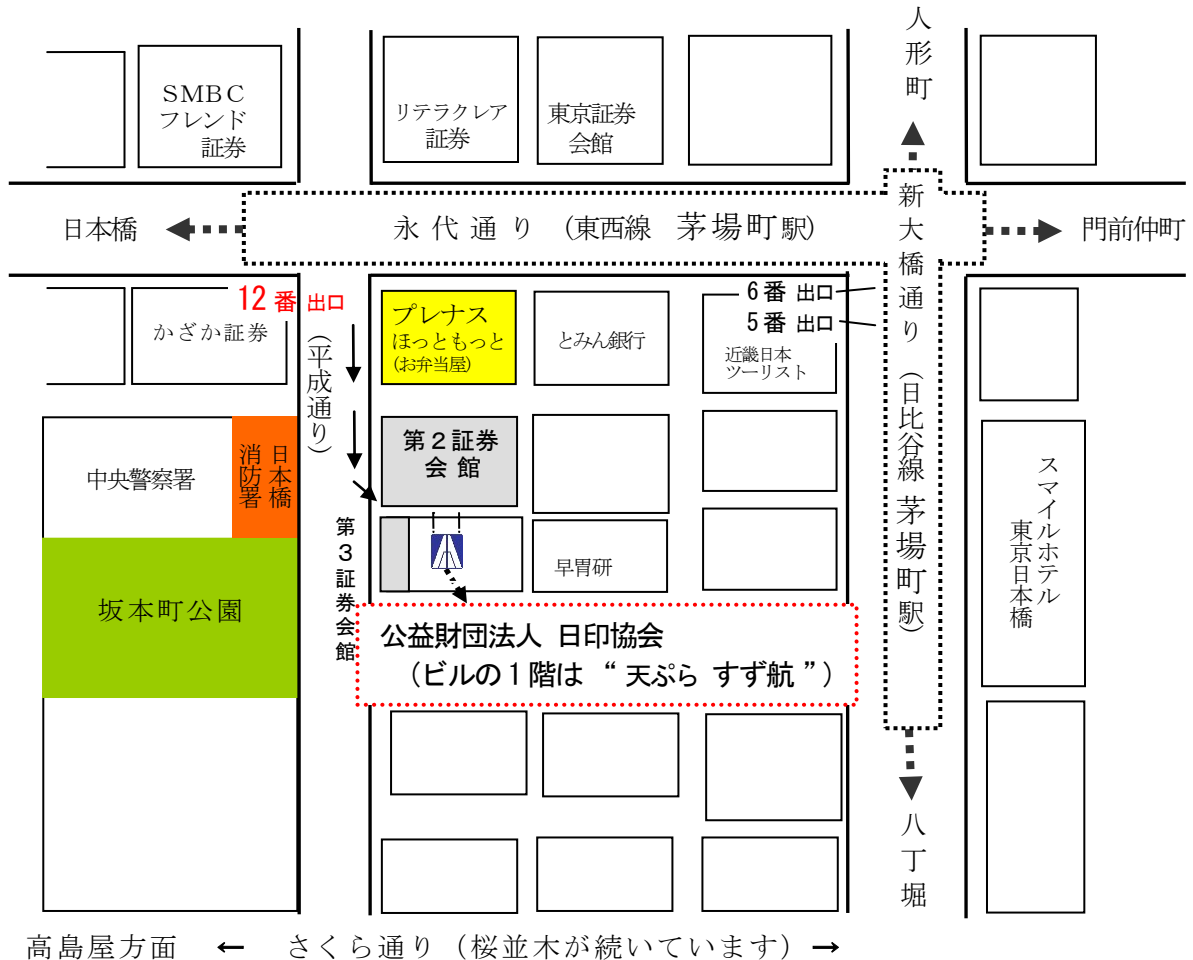 人形町
SMBC
フレンド
証券
リテラクレア
証券
東京証券
会館
日本橋
永代通り (東西線 茅場町駅)
新大橋通り (日比谷線 茅場町駅)
門前仲町
12番 出口
かざか証券
(平成通り)
プレナス
ほっともっと
(お弁当屋)
とみん銀行
6番 出口
5番 出口
近畿日本
ツーリスト
中央警察署
日本橋
消防署
第2証券
会館
第3証券会館
早胃研
スマイルホテル
東京日本橋
坂本町公園
公益財団法人 日印協会
(ビルの1階は “天ぷら すず航”)
八丁堀
高島屋方面 ← さくら通り (桜並木が続いています) →